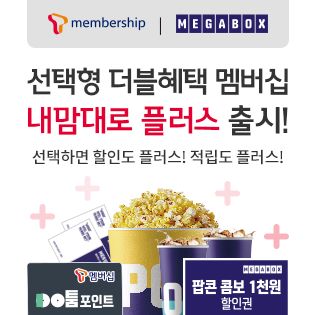 T membership | MEGABOX
선택형 더블혜택 멤버십
내맘대로 플러스 출시!
선택하면 할인도 플러스! 적립도 플러스!
T 멤버십
MEGABOX
팝콘 콤보 1천원
할인권
포인트
POP